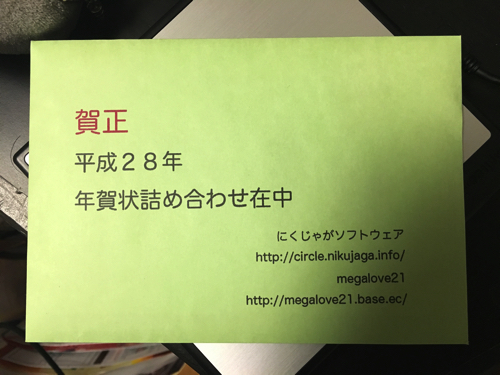 賀正
平成２８年
年賀状詰め合わせ在中
にくじゃがソフトウェア
http://circle.nikujaga.info/
megalove21
http://megalove21.base.ec/